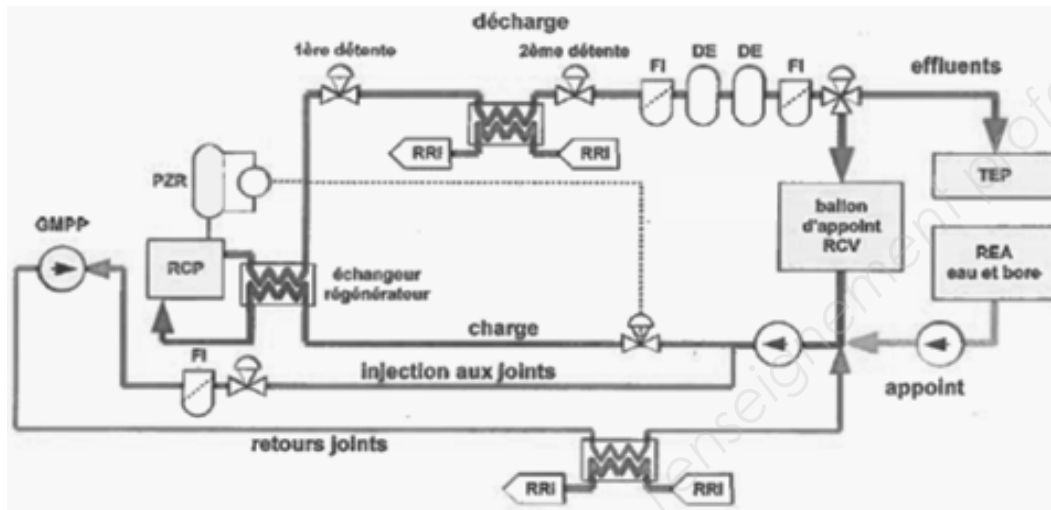 décharge
1ère détente
2ème détente
FI
DE
DE
FI
effluents
RRI
RRI
PZR
TEP
ballon
d'appoint
RCV
GMPP
REA
eau et bore
RCP
échangeur
régénérateur
charge
FI
injection aux joints
appoint
retours joints
RRI
RRI
enseignement